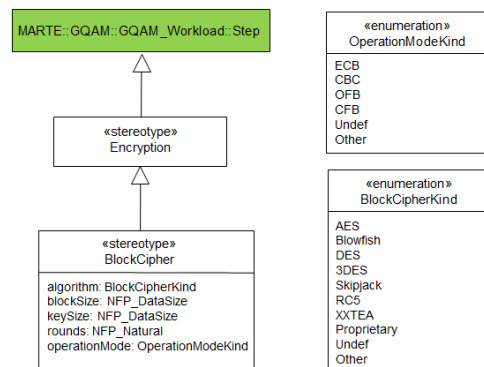 MARTE::GQAM::GQAM_Workload::Step
«stereotype»
Encryption
«stereotype»
BlockCipher
algorithm: BlockCipherKind
blockSize: NFP_DataSize
keySize: NFP_DataSize
rounds: NFP_Natural
operationMode: OperationModeKind
«enumeration»
OperationModeKind
ECB
CBC
OFB
CFB
Undef
Other
«enumeration»
BlockCipherKind
AES
Blowfish
DES
3DES
Skipjack
RC5
XXTEA
Proprietary
Undef
Other